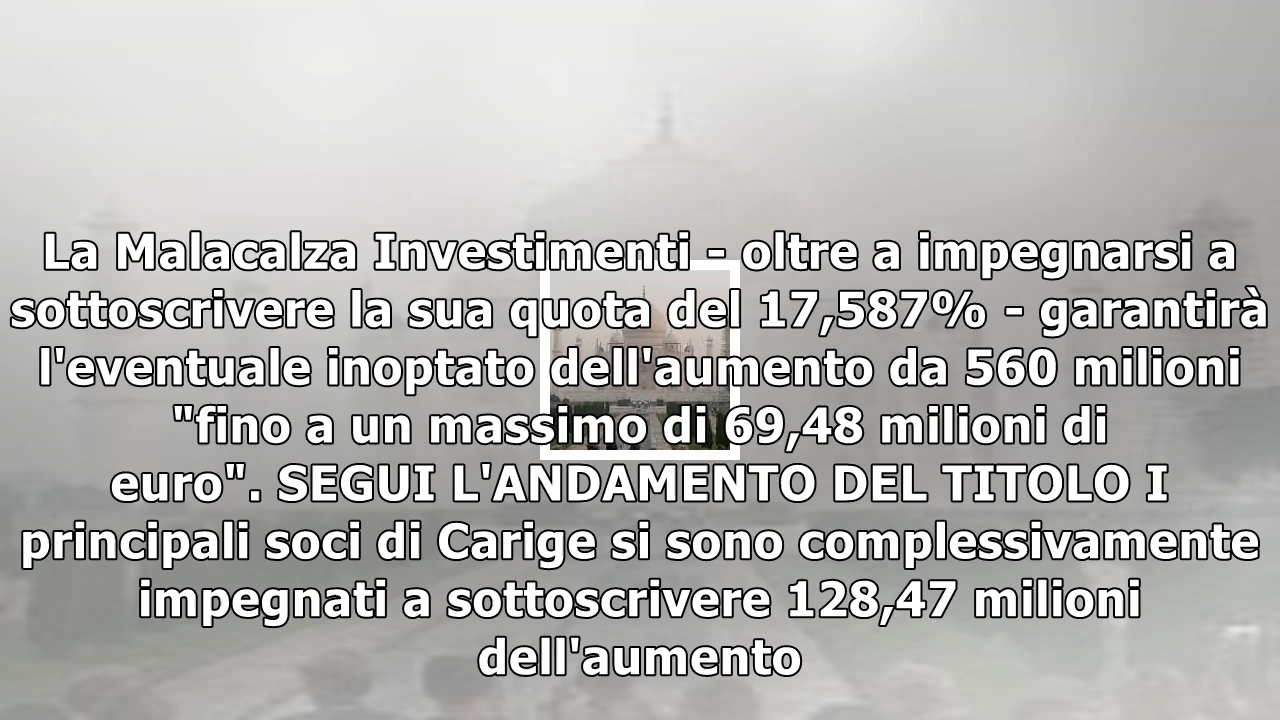 La Malacalza Investimenti - oltre a impegnarsi a
sottoscrivere la sua quota del 17,587% - garantirà
l'eventuale inoptato dell'aumento da 560 milioni
"fino a un massimo di 69,48 milioni di
euro". SEGUI L'ANDAMENTO DEL TITOLO I
principali soci di Carige si sono complessivamente
impegnati a sottoscrivere 128,47 milioni
dell'aumento